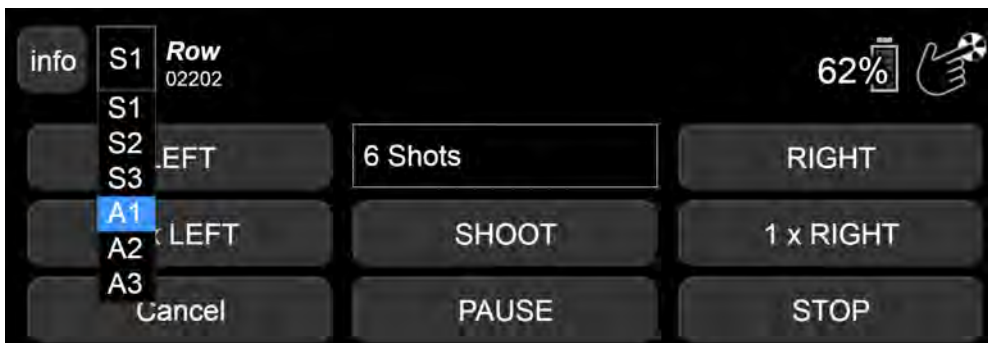 info
S1
Row
02202
62%
S1
S2
S3
A1
A2
A3
LEFT
6 Shots
RIGHT
LEFT
SHOOT
1 x RIGHT
Cancel
PAUSE
STOP